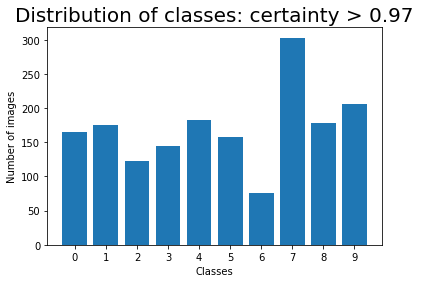 Distribution of classes: certainty > 0.97
300
250
200
150
100
50
0
Number of images
0 1 2 3 4 5 6 7 8 9
Classes